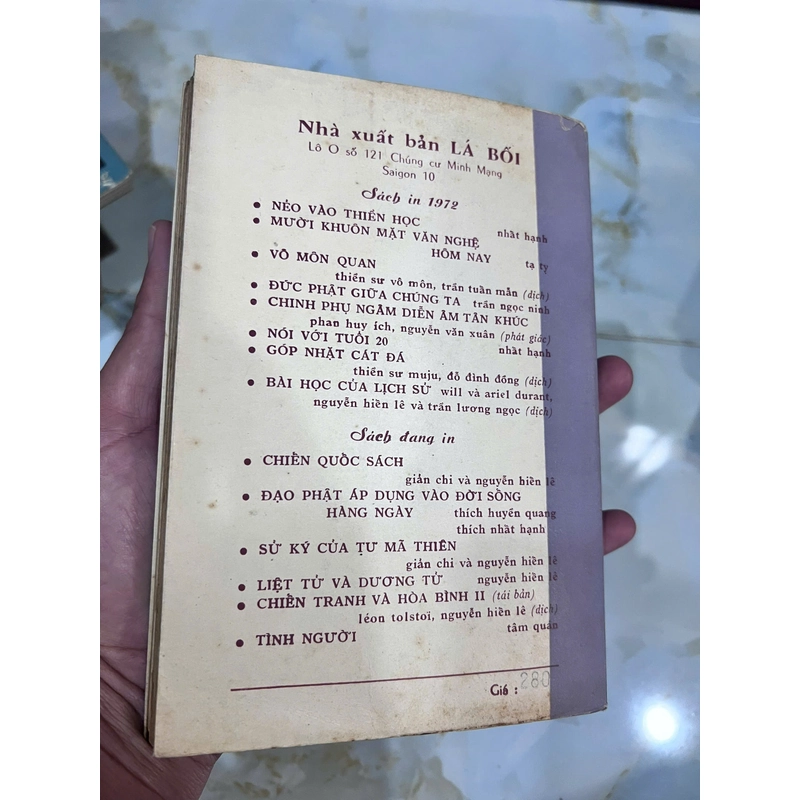 Nhà xuất bản LÁ BỐI
Lô O số 121 Chúng cư Minh Mạng
Saigon 10
Sách in 1972
• NẺO VÀO THIỀN HỌC
nhất hạnh
• MƯỜI KHUÔN MẶT VĂN NGHỆ
HÔM NAY tạ tỵ
• VÔ MÔN QUAN
thiền sư vô môn, trần tuấn mẫn (dịch)
• ĐỨC PHẬT GIỮA CHÚNG TA trần ngọc ninh
• CHINH PHỤ NGÂM DIỄN ÂM TÂN KHÚC
phan huy ích, nguyễn văn xuân (phát giác)
• NÓI VỚI TUỔI 20 nhất hạnh
• GÓP NHẶT CÁT ĐÁ
thiền sư muju, đỗ đình đồng (dịch)
• BÀI HỌC CỦA LỊCH SỬ will và ariel durant,
nguyễn hiến lê và trần lương ngọc (dịch)
Sách đang in
• CHIẾN QUỐC SÁCH
giản chi và nguyễn hiến lê
• ĐẠO PHẬT ÁP DỤNG VÀO ĐỜI SỐNG
HÀNG NGÀY thích huyền quang
thích nhất hạnh
• SỬ KÝ CỦA TƯ MÃ THIÊN
giản chi và nguyễn hiến lê
• LIỆT TỬ VÀ DƯƠNG TỬ nguyễn hiến lê
• CHIẾN TRANH VÀ HÒA BÌNH II (tái bản)
léon tolstoï, nguyễn hiến lê (dịch)
• TÌNH NGƯỜI tâm quán
Giá : 280